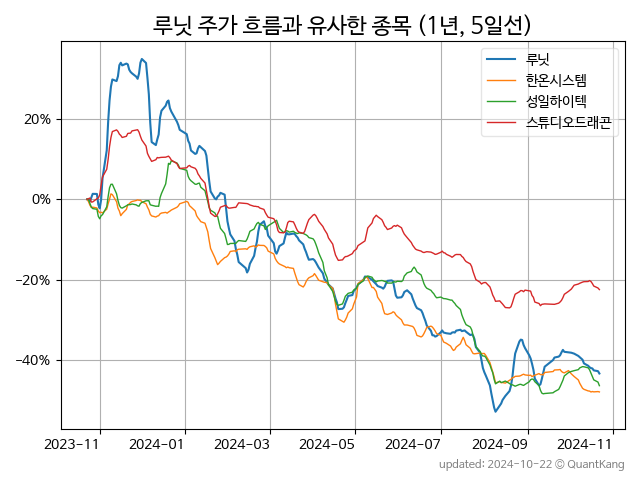 루닛 주가 흐름과 유사한 종목 (1년, 5일선)
루닛
한온시스템
성일하이텍
스튜디오드래곤
20%
0%
−20%
−40%
2023-11
2024-01
2024-03
2024-05
2024-07
2024-09
2024-11
updated: 2024-10-22 © QuantKang